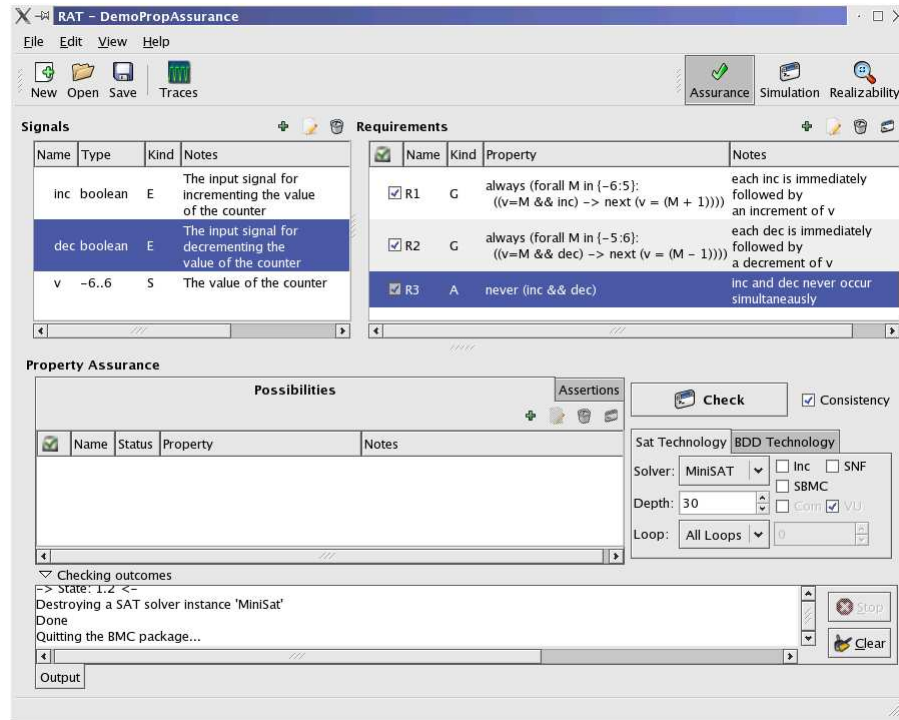 RAT – DemoPropAssurance
File Edit View Help
New Open Save Traces
Assurance Simulation Realizability
Signals
Name Type Kind Notes
inc boolean E The input signal for
incrementing the value
of the counter
dec boolean E The input signal for
decrementing the
value of the counter
v -6..6 S The value of the counter
Requirements
Name Kind Property Notes
R1 G always (forall M in {-6:5}:
((v=M && inc) -> next (v = (M + 1))))
each inc is immediately
followed by
an increment of v
R2 G always (forall M in {-5:6}:
((v=M && dec) -> next (v = (M - 1))))
each dec is immediately
followed by
a decrement of v
R3 A never (inc && dec)
inc and dec never occur
simultaneausly
Property Assurance
Possibilities Assertions
Name Status Property Notes
Check Consistency
Sat Technology BDD Technology
Solver: MiniSAT Inc SNF
SBMC
Depth: 30 Com VU
Loop: All Loops 0
Checking outcomes
-> State: 1.2 <-
Destroying a SAT solver instance 'MiniSat'
Done
Quitting the BMC package...
Stop
Clear
Output